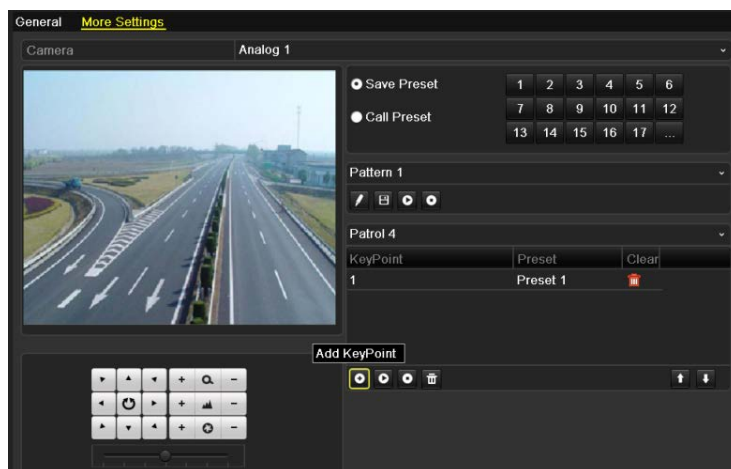 General More Settings
Camera Analog 1
Save Preset
Call Preset
1 2 3 4 5 6
7 8 9 10 11 12
13 14 15 16 17 ...
Pattern 1
Patrol 4
KeyPoint Preset Clear
1 Preset 1
Add KeyPoint